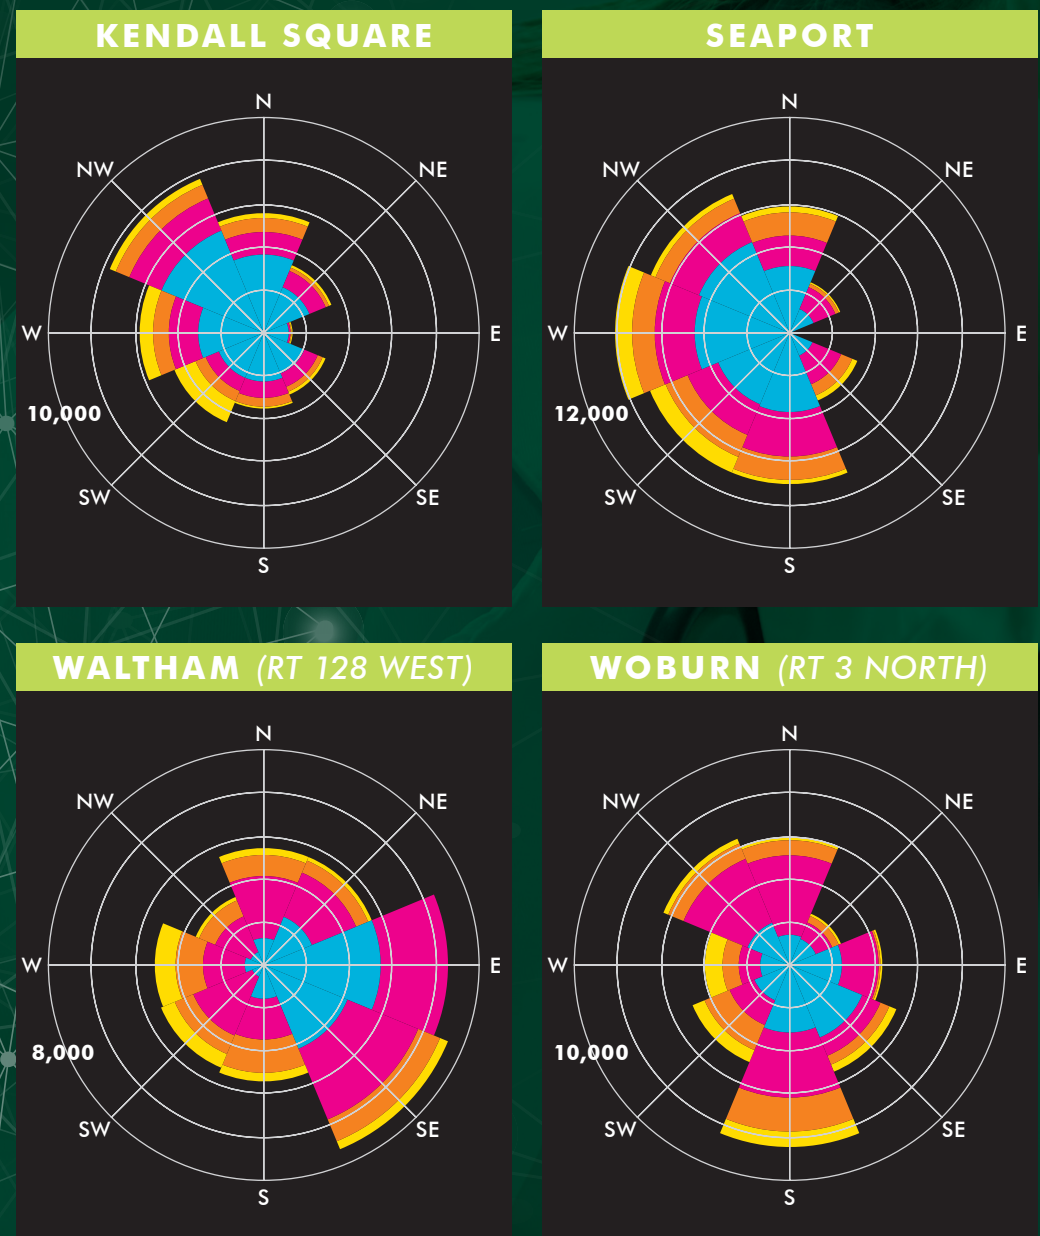 KENDALL SQUARE
N
NW
NE
W
E
10,000
SW
SE
S
SEAPORT
N
NW
NE
W
E
12,000
SW
SE
S
WALTHAM (RT 128 WEST)
N
NW
NE
W
E
8,000
SW
SE
S
WOBURN (RT 3 NORTH)
N
NW
NE
W
E
10,000
SW
SE
S